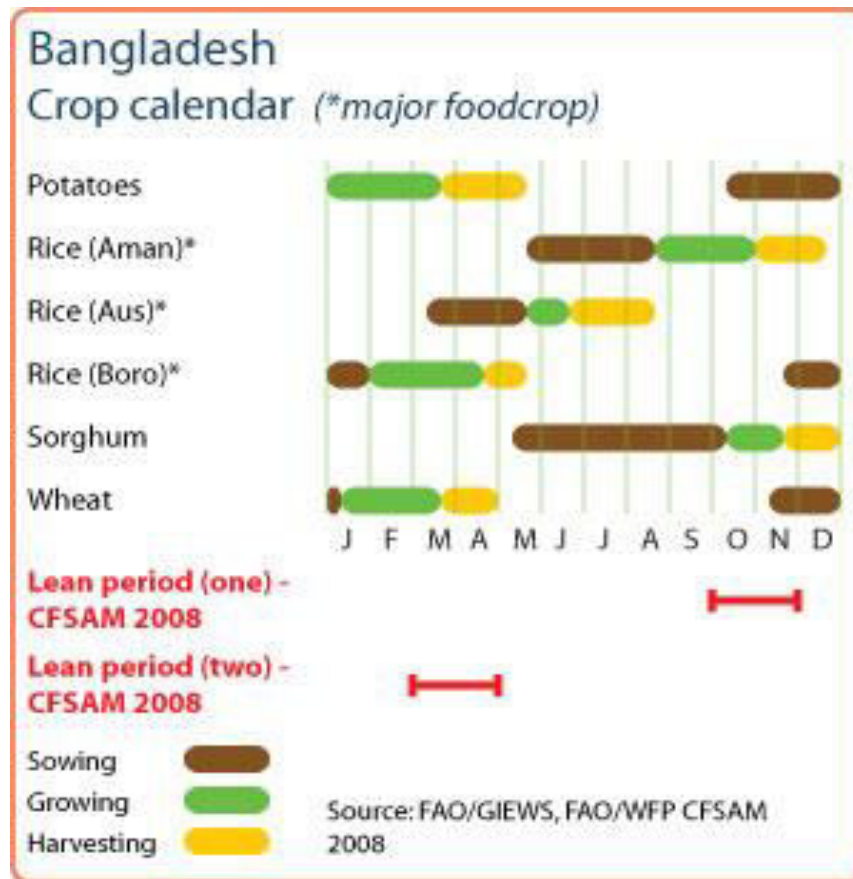 Bangladesh
Crop calendar (*major foodcrop)
Potatoes
Rice (Aman)*
Rice (Aus)*
Rice (Boro)*
Sorghum
Wheat
J F M A M J J A S O N D
Lean period (one) -
CFSAM 2008
Lean period (two) -
CFSAM 2008
Sowing
Growing
Harvesting
Source: FAO/GIEWS, FAO/WFP CFSAM
2008